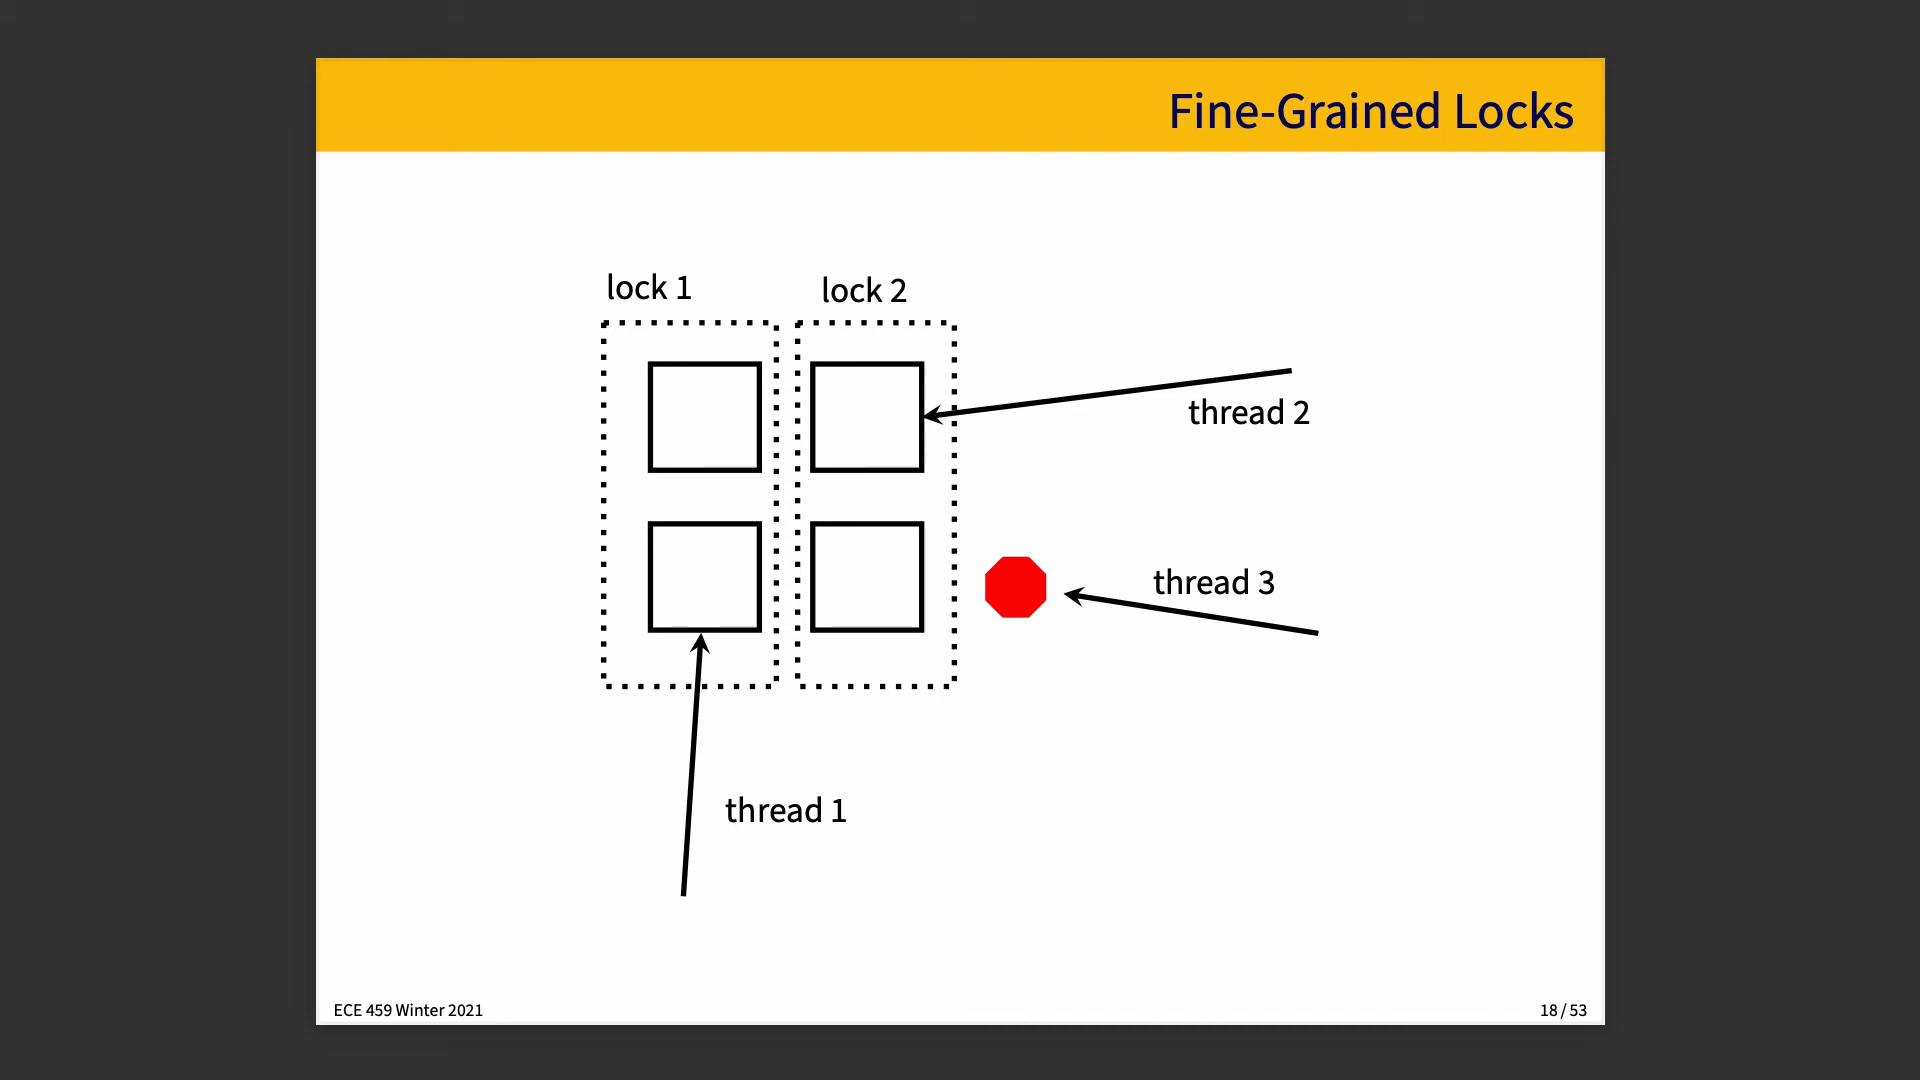 Fine-Grained Locks
lock 1
lock 2
thread 2
thread 3
thread 1
ECE 459 Winter 2021
18 / 53